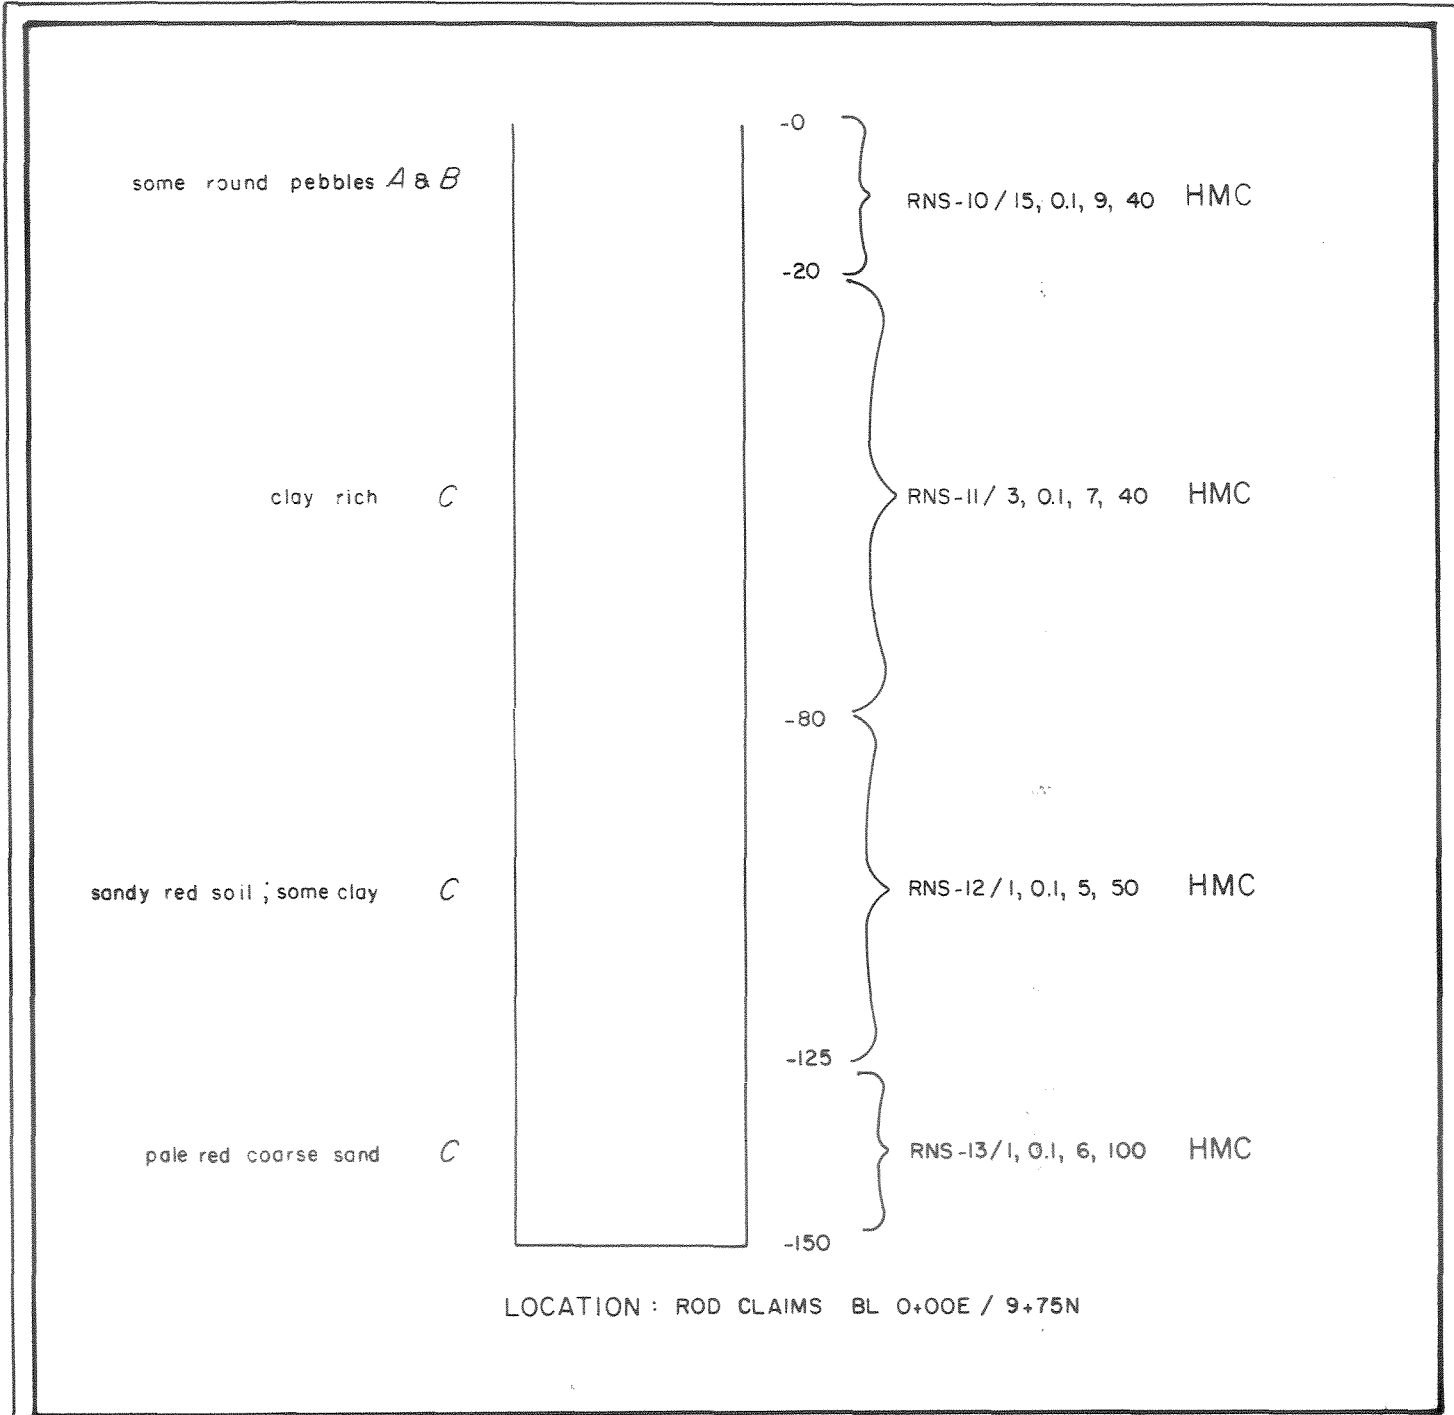 -0
some round pebbles A & B
RNS-10 / 15, 0.1, 9, 40 HMC
-20
clay rich C
RNS-11 / 3, 0.1, 7, 40 HMC
-80
sandy red soil ; some clay C
RNS-12 / 1, 0.1, 5, 50 HMC
-125
pale red coarse sand C
RNS-13 / 1, 0.1, 6, 100 HMC
-150
LOCATION : ROD CLAIMS BL 0+00E / 9+75N